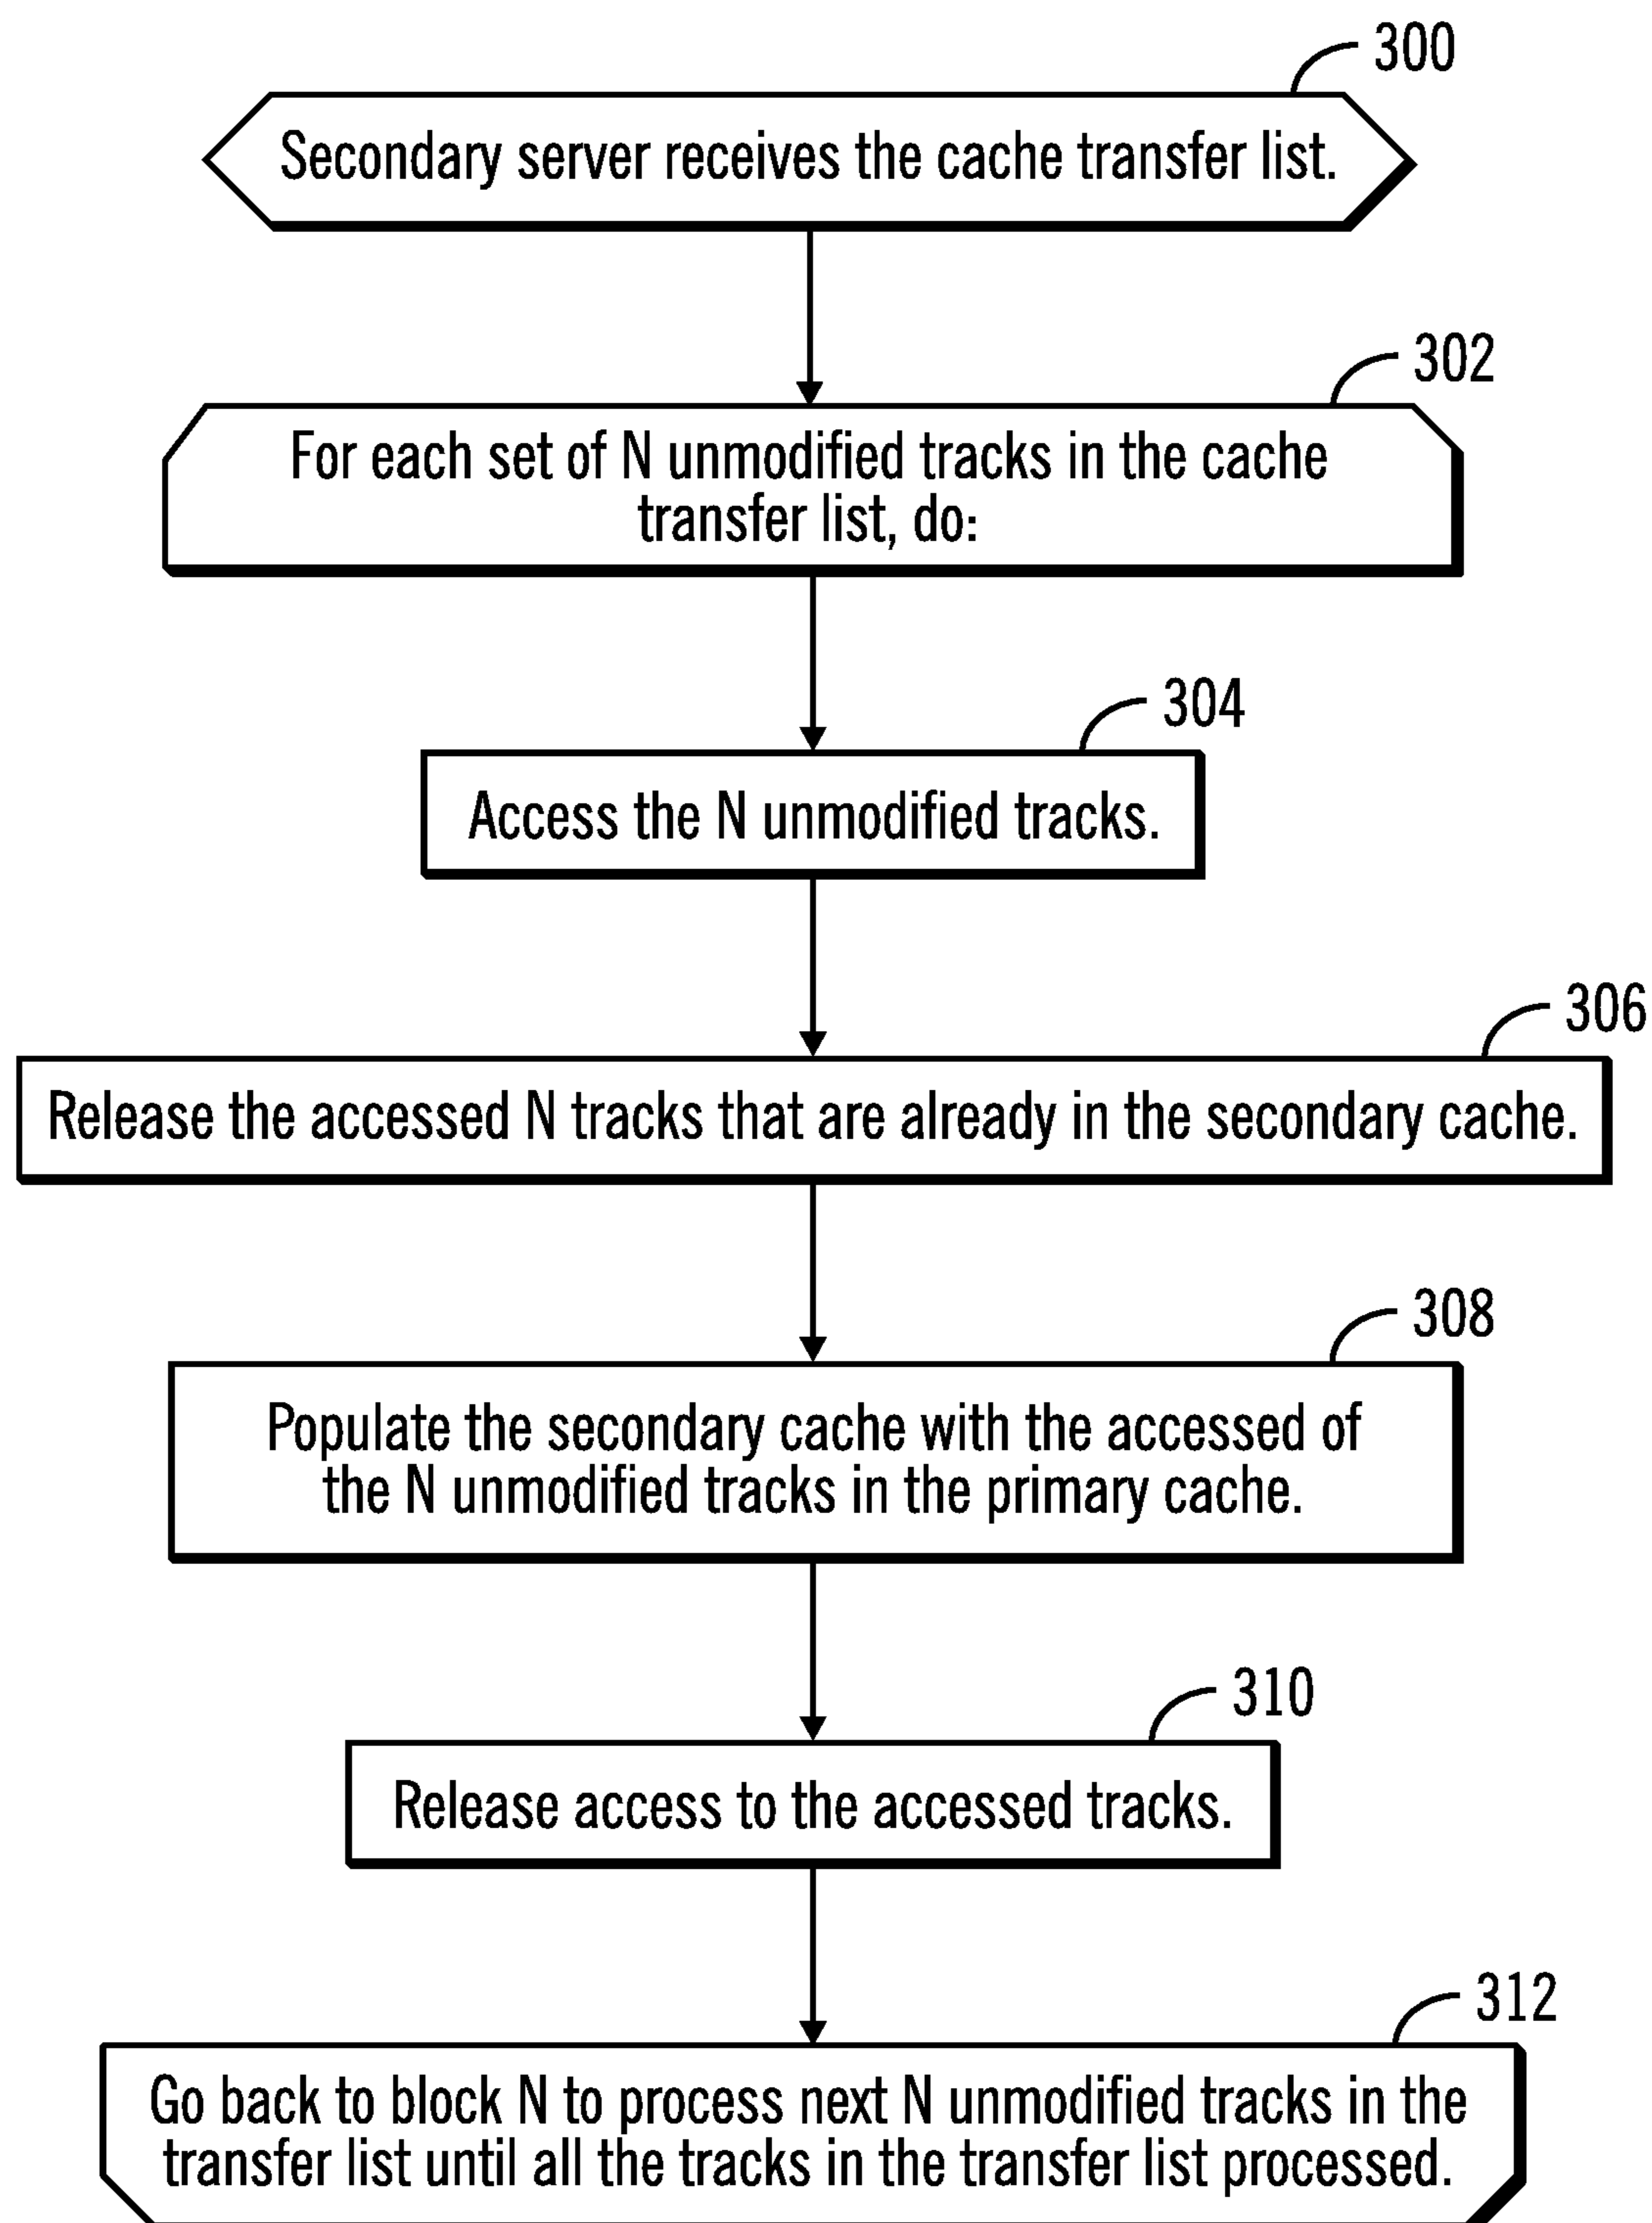 300
Secondary server receives the cache transfer list.
302
For each set of N unmodified tracks in the cache
transfer list, do:
304
Access the N unmodified tracks.
306
Release the accessed N tracks that are already in the secondary cache.
308
Populate the secondary cache with the accessed of
the N unmodified tracks in the primary cache.
310
Release access to the accessed tracks.
312
Go back to block N to process next N unmodified tracks in the
transfer list until all the tracks in the transfer list processed.